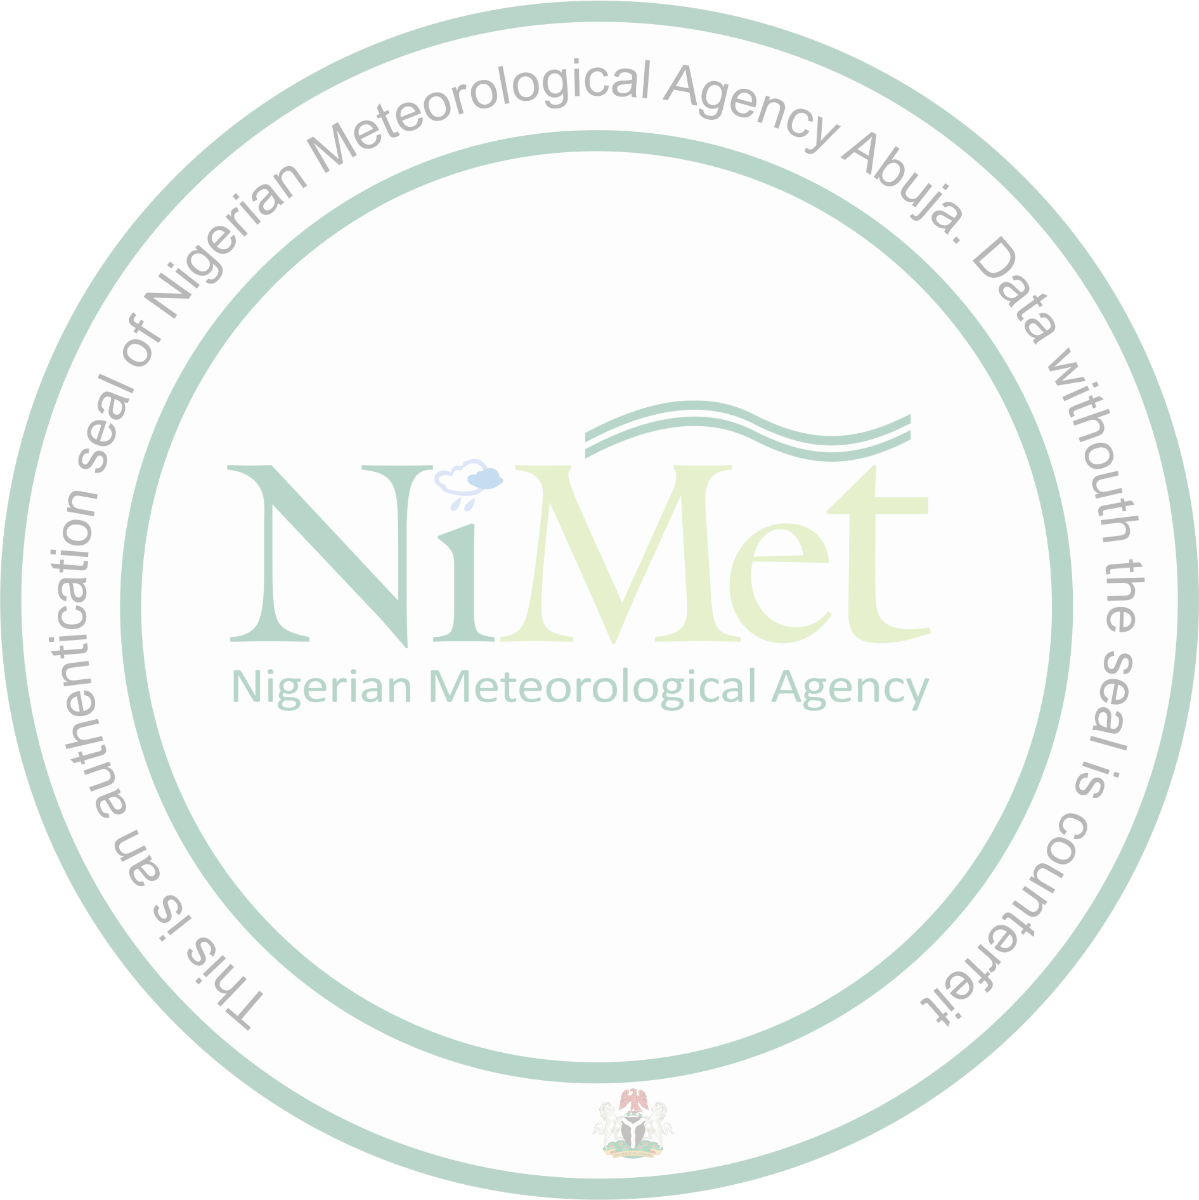 This is an authentication seal of Nigerian Meteorological Agency Abuja. Data withouth the seal is counterfeit
NiMet
Nigerian Meteorological Agency